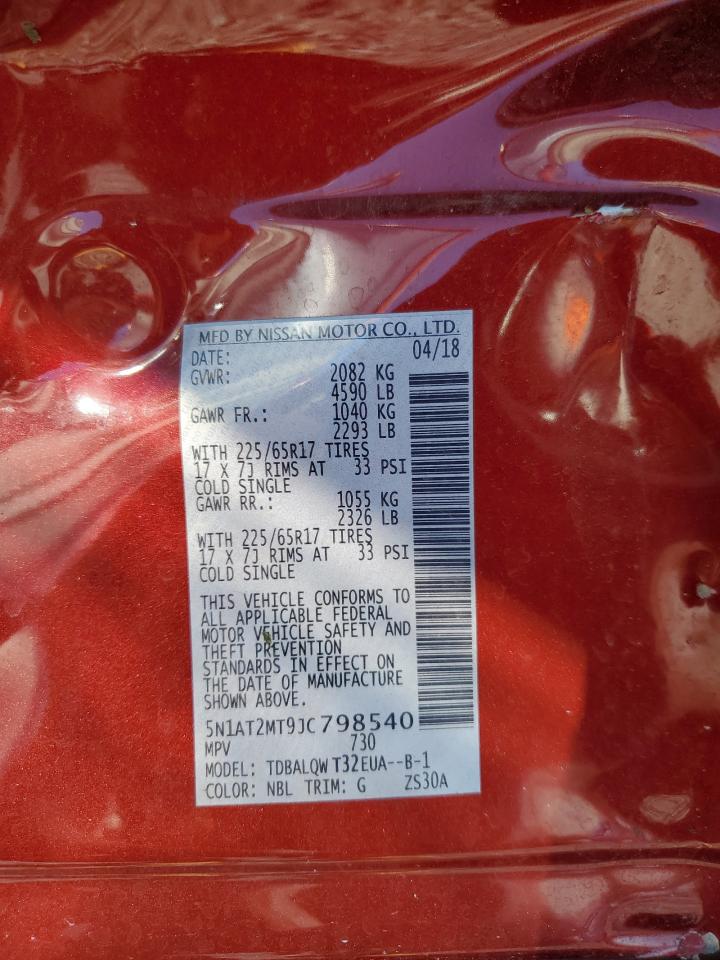 MFD BY NISSAN MOTOR CO., LTD.
DATE: 04/18
GVWR: 2082 KG
4590 LB
GAWR FR.: 1040 KG
2293 LB
WITH 225/65R17 TIRES
17 X 7J RIMS AT 33 PSI
COLD SINGLE
GAWR RR.: 1055 KG
2326 LB
WITH 225/65R17 TIRES
17 X 7J RIMS AT 33 PSI
COLD SINGLE
THIS VEHICLE CONFORMS TO
ALL APPLICABLE FEDERAL
MOTOR VEHICLE SAFETY AND
THEFT PREVENTION
STANDARDS IN EFFECT ON
THE DATE OF MANUFACTURE
SHOWN ABOVE.
5N1AT2MT9JC798540
MPV 730
MODEL: TDBALQW T32EUA--B-1
COLOR: NBL TRIM: G ZS30A